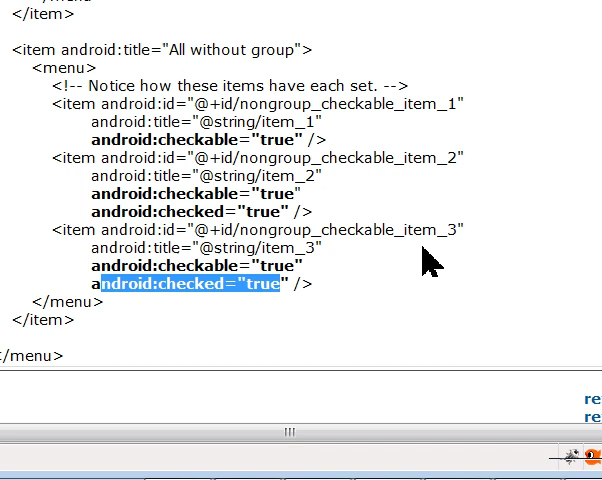 </item>
<item android:title="All without group">
<menu>
<!-- Notice how these items have each set. -->
<item android:id="@+id/nongroup_checkable_item_1"
android:title="@string/item_1"
android:checkable="true" />
<item android:id="@+id/nongroup_checkable_item_2"
android:title="@string/item_2"
android:checkable="true"
android:checked="true" />
<item android:id="@+id/nongroup_checkable_item_3"
android:title="@string/item_3"
android:checkable="true"
android:checked="true" />
</menu>
</item>
</menu>
re
re